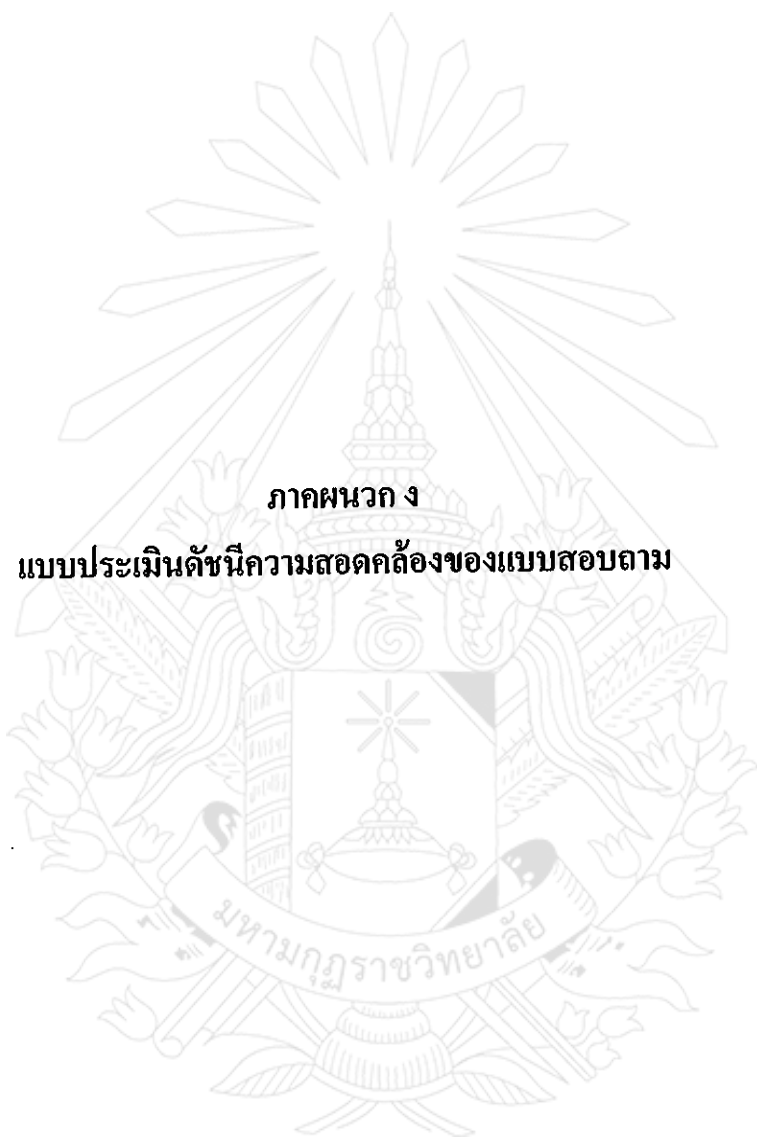 ภาคผนวก ง
แบบประเมินดัชนีความสอดคล้องของแบบสอบถาม
มหามกุฏราชวิทยาลัย